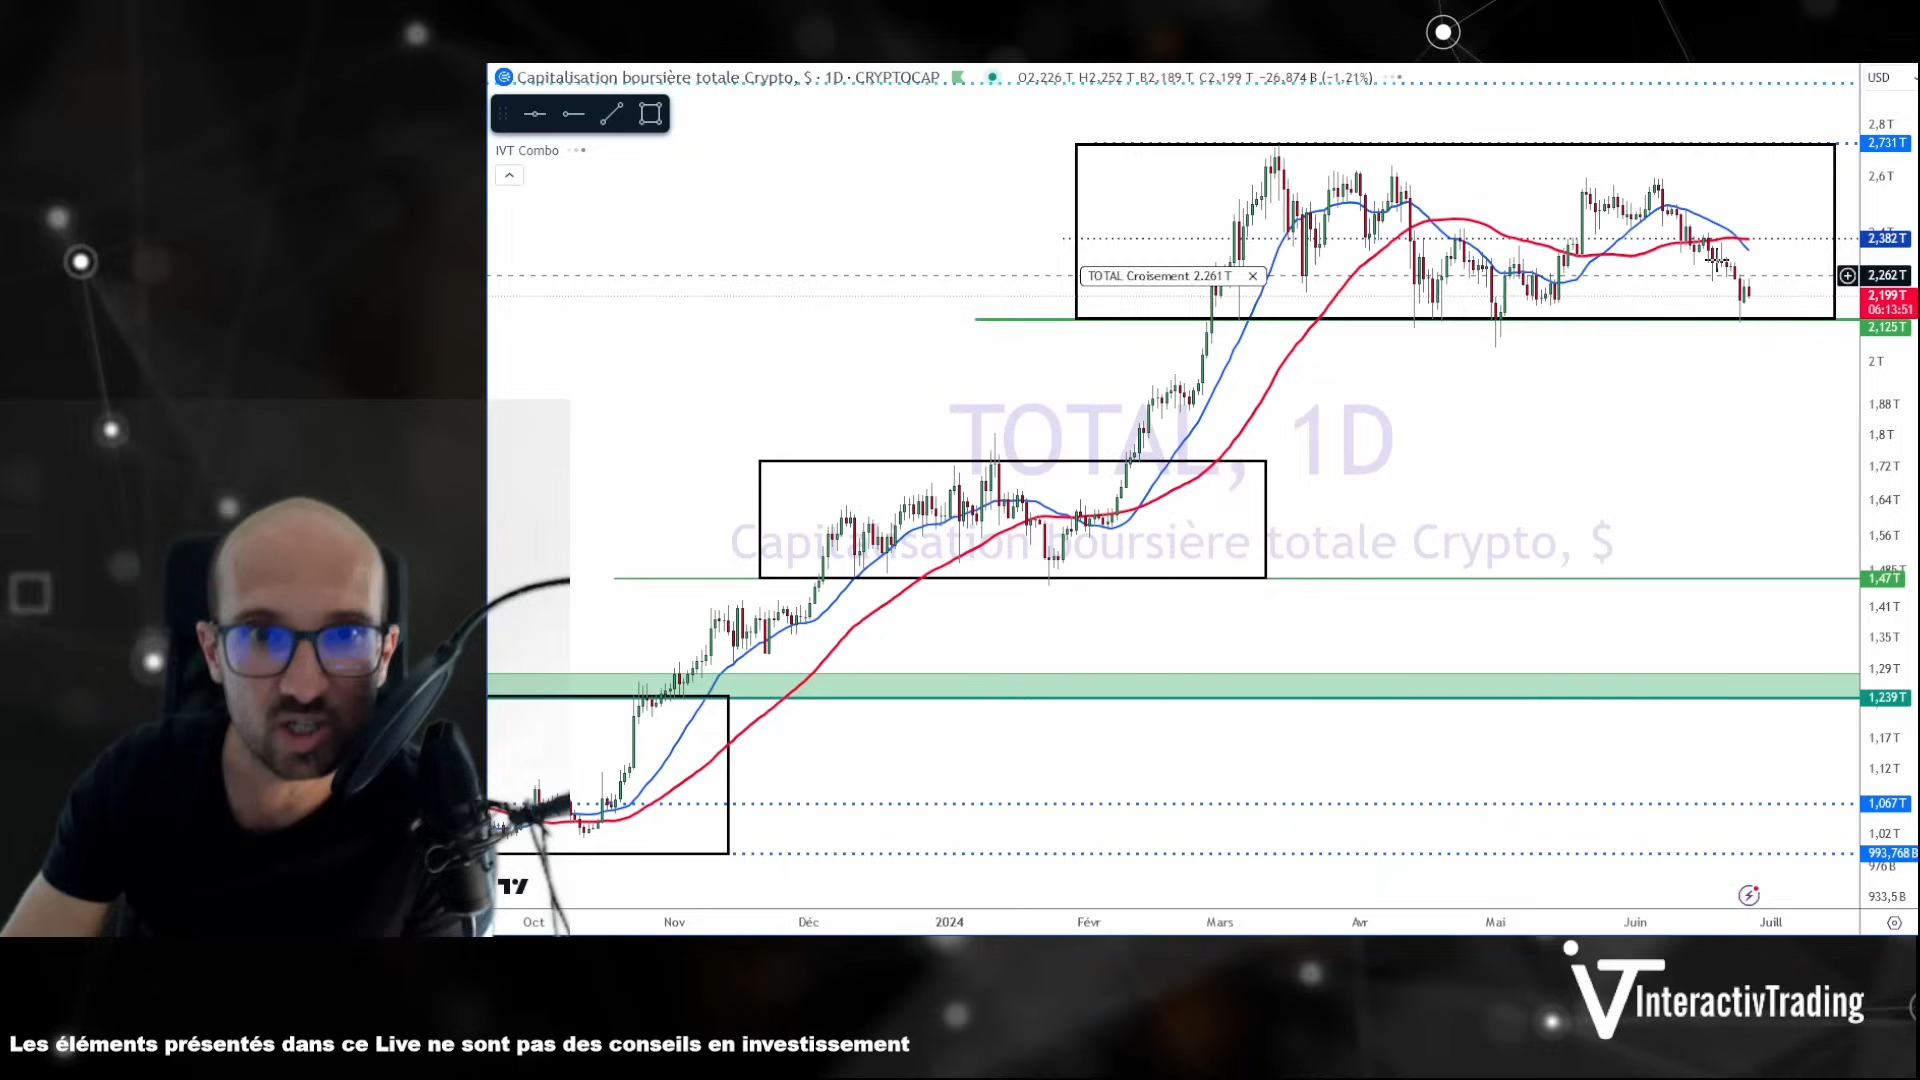 Capitalisation boursière totale Crypto, $ · 1D · CRYPTOCAP O2,226 T H2,252 T B2,189 T C2,199 T −26,874 B (−1,21%)
USD
IVT Combo
2,8 T
2,731 T
2,6 T
2,382 T
TOTAL Croisement 2.261T
2,262 T
2,199 T
06:13:51
2,125 T
2 T
TOTAL, 1D
Capitalisation boursière totale Crypto, $
1,88 T
1,8 T
1,72 T
1,64 T
1,56 T
1,47 T
1,41 T
1,35 T
1,29 T
1,239 T
1,17 T
1,12 T
1,067 T
1,02 T
993,768 B
976 B
933,5 B
Oct Nov Déc 2024 Févr Mars Avr Mai Juin Juill
InteractivTrading
Les éléments présentés dans ce Live ne sont pas des conseils en investissement